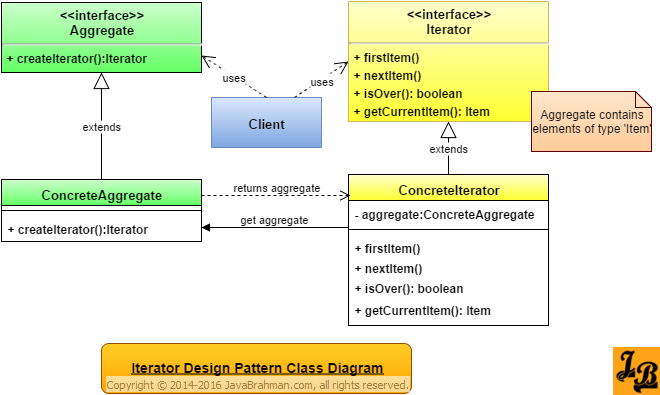 <<interface>>
Aggregate
+ createIterator():Iterator
<<interface>>
Iterator
+ firstItem()
+ nextItem()
+ isOver(): boolean
+ getCurrentItem(): Item
uses
uses
Client
Aggregate contains
elements of type 'Item'
extends
extends
ConcreteAggregate
+ createIterator():Iterator
returns aggregate
get aggregate
ConcreteIterator
- aggregate:ConcreteAggregate
+ firstItem()
+ nextItem()
+ isOver(): boolean
+ getCurrentItem(): Item
Iterator Design Pattern Class Diagram
Copyright © 2014-2016 JavaBrahman.com, all rights reserved.
JB